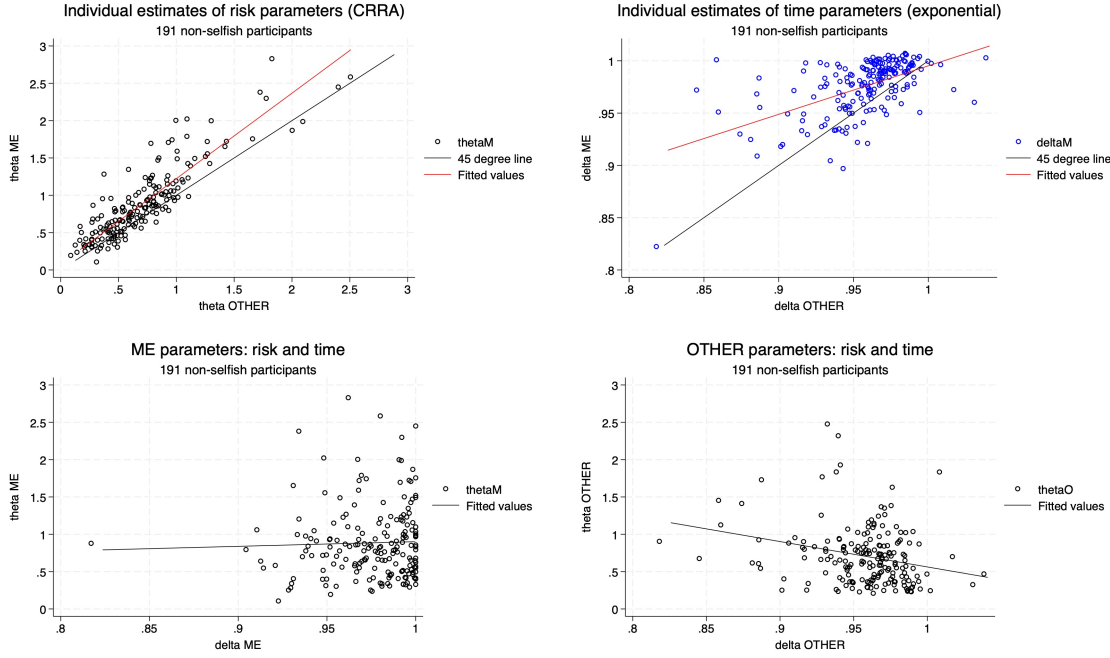 Individual estimates of risk parameters (CRRA)
191 non-selfish participants
3
2.5
2
1.5
1
.5
0
theta ME
0
.5
1
1.5
2
2.5
3
theta OTHER
thetaM
45 degree line
Fitted values
Individual estimates of time parameters (exponential)
191 non-selfish participants
1
.95
.9
.85
.8
delta ME
.8
.85
.9
.95
1
delta OTHER
deltaM
45 degree line
Fitted values
ME parameters: risk and time
191 non-selfish participants
3
2.5
2
1.5
1
.5
0
theta ME
.8
.85
.9
.95
1
delta ME
thetaM
Fitted values
OTHER parameters: risk and time
191 non-selfish participants
3
2.5
2
1.5
1
.5
0
theta OTHER
.8
.85
.9
.95
1
delta OTHER
thetaO
Fitted values